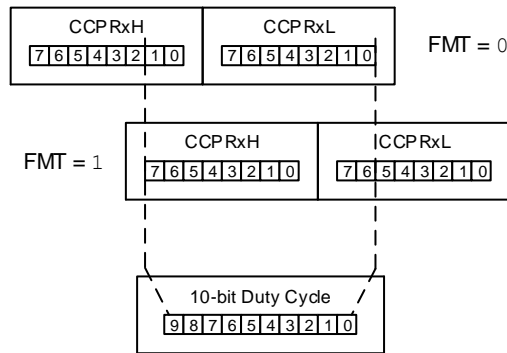 CCPRxH CCPRxL
7 6 5 4 3 2 1 0 7 6 5 4 3 2 1 0
FMT = 0
CCPRxH CCPRxL
FMT = 1
7 6 5 4 3 2 1 0 7 6 5 4 3 2 1 0
10-bit Duty Cycle
9 8 7 6 5 4 3 2 1 0